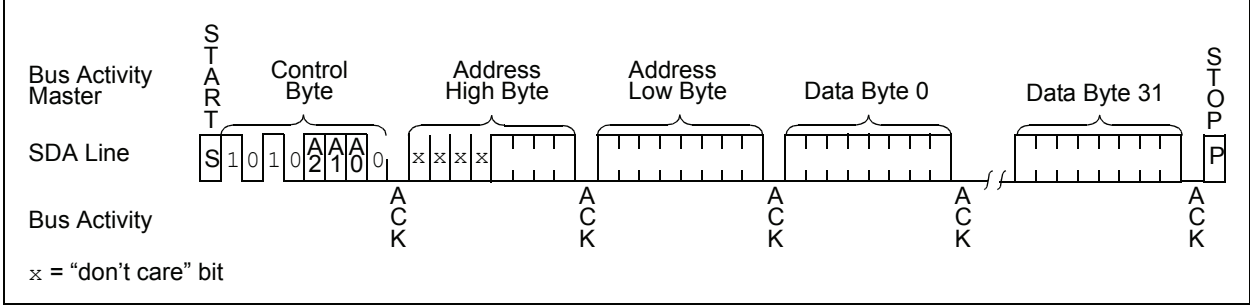 START
Bus Activity
Master
Control
Byte
Address
High Byte
Address
Low Byte
Data Byte 0
Data Byte 31
STOP
SDA Line
S 1 0 1 0 A2 A1 A0 0 x x x x P
Bus Activity
ACK ACK ACK ACK ACK
x = “don’t care” bit